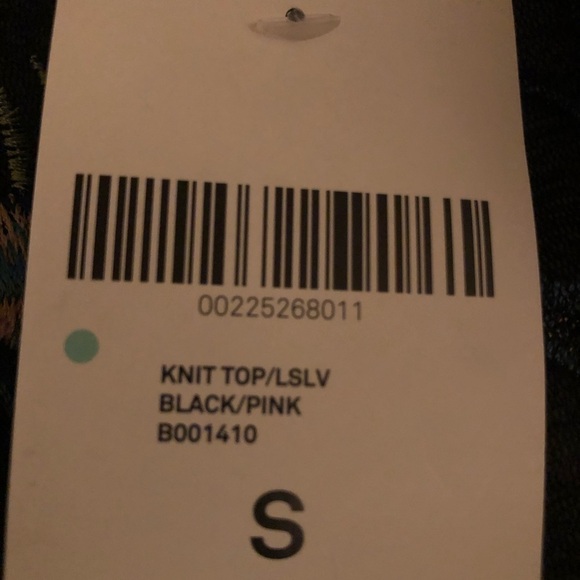 00225268011
KNIT TOP/LSLV
BLACK/PINK
B001410
S